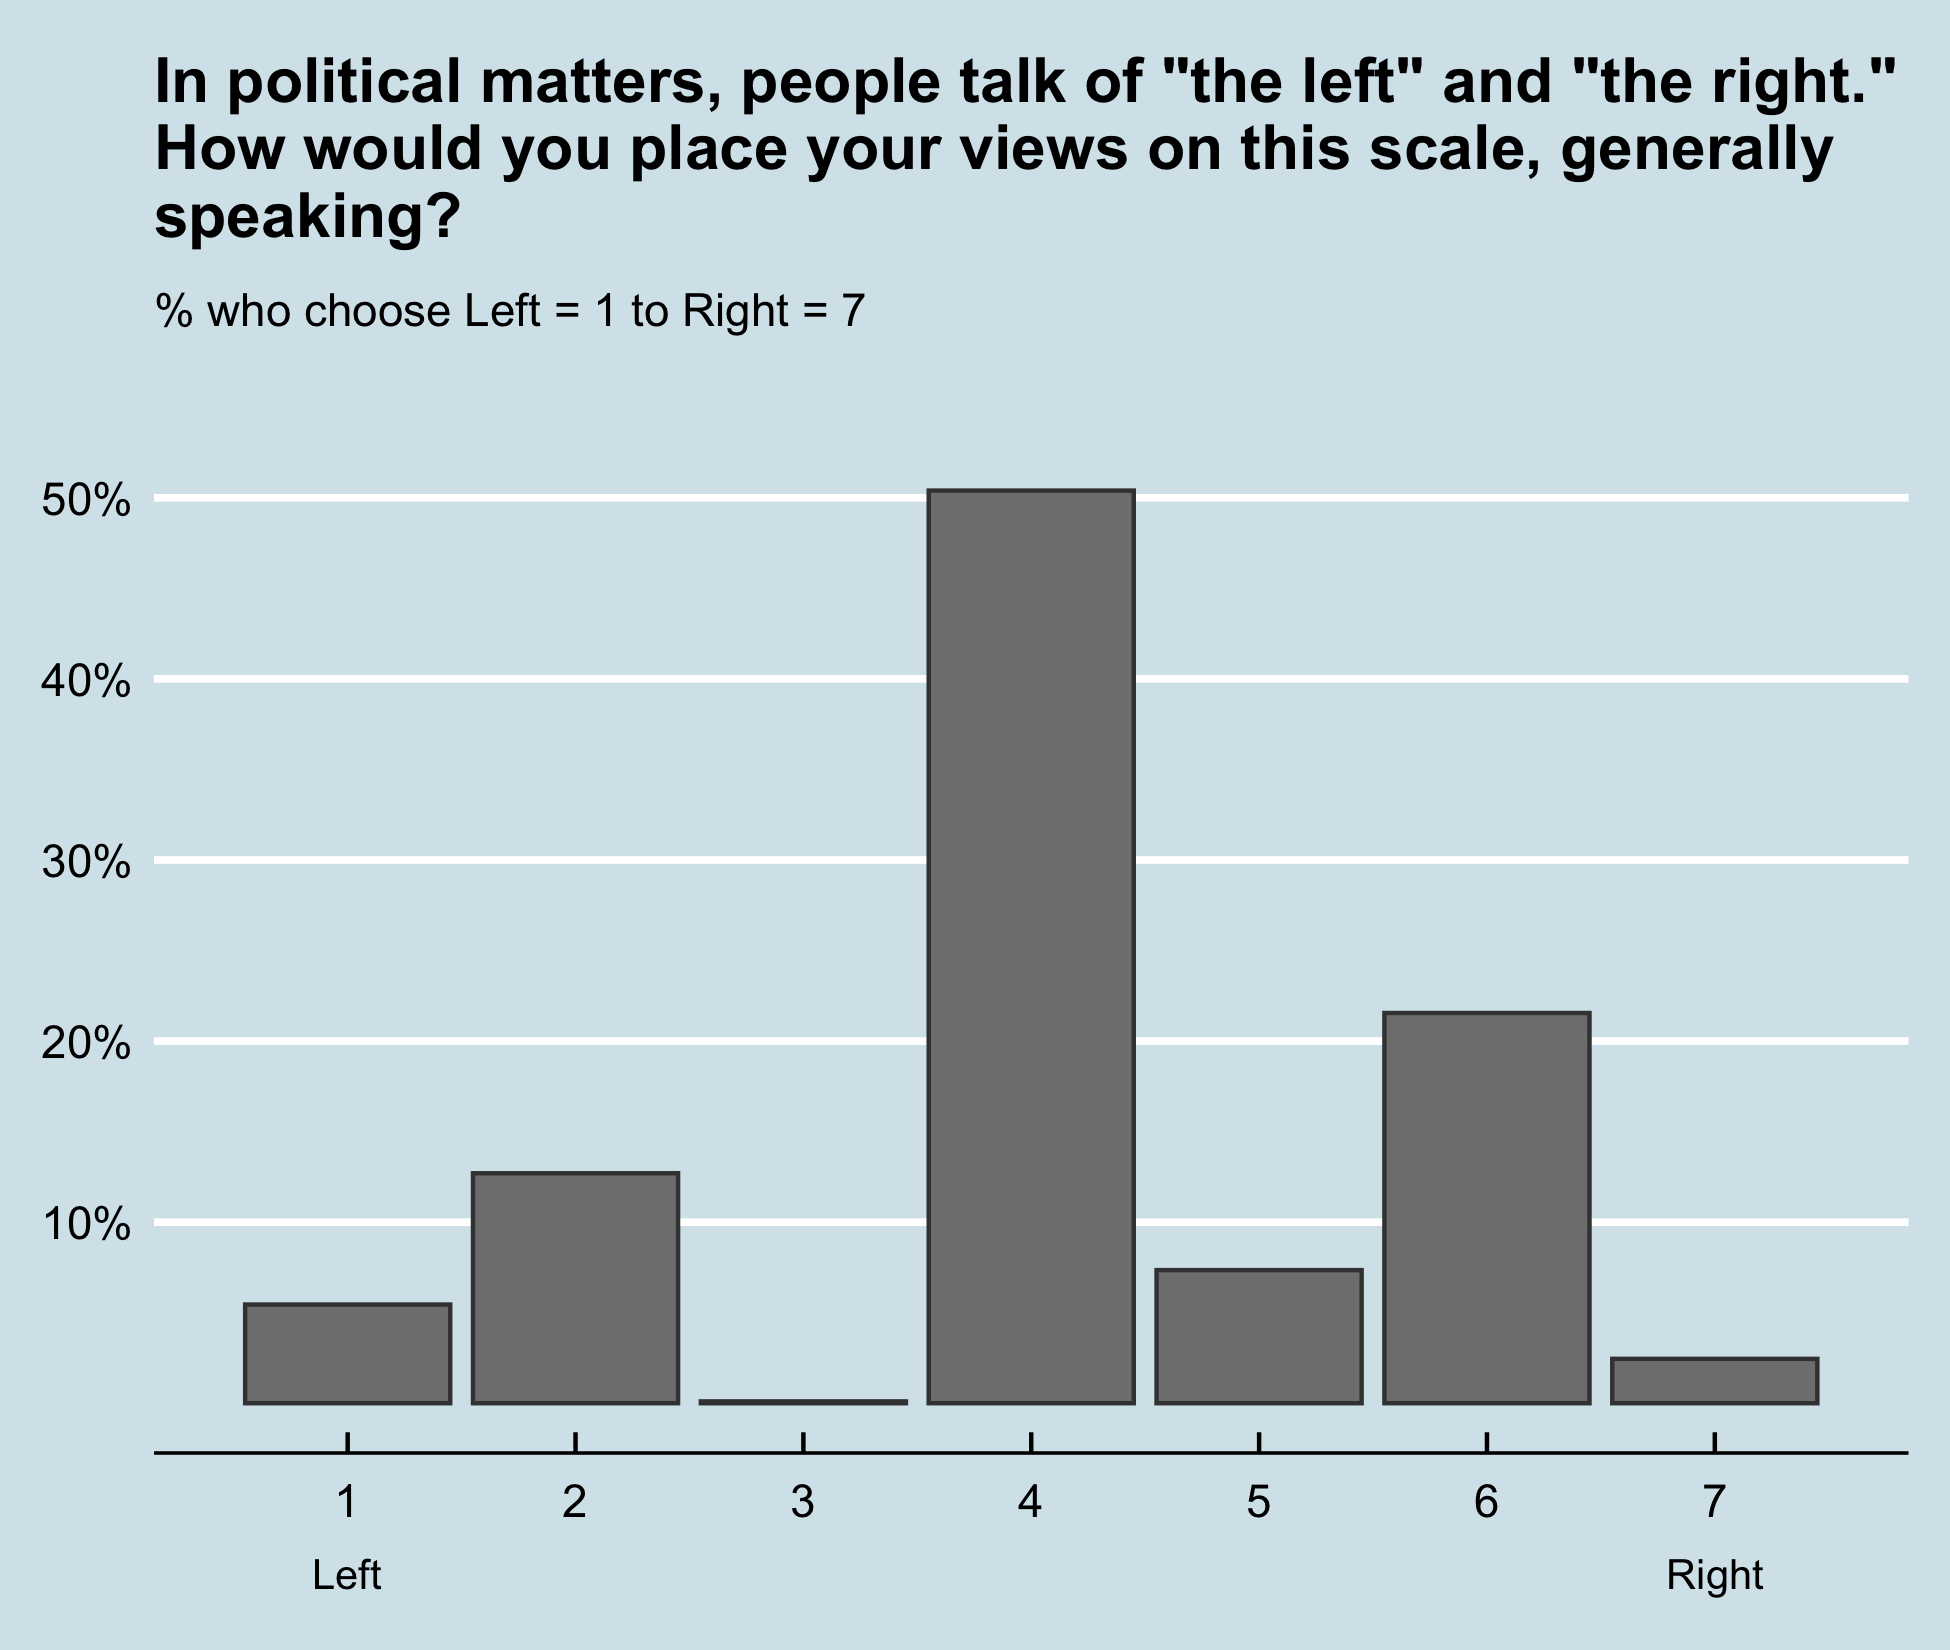 In political matters, people talk of "the left" and "the right."
How would you place your views on this scale, generally
speaking?
% who choose Left = 1 to Right = 7
50%
40%
30%
20%
10%
1 2 3 4 5 6 7
Left Right